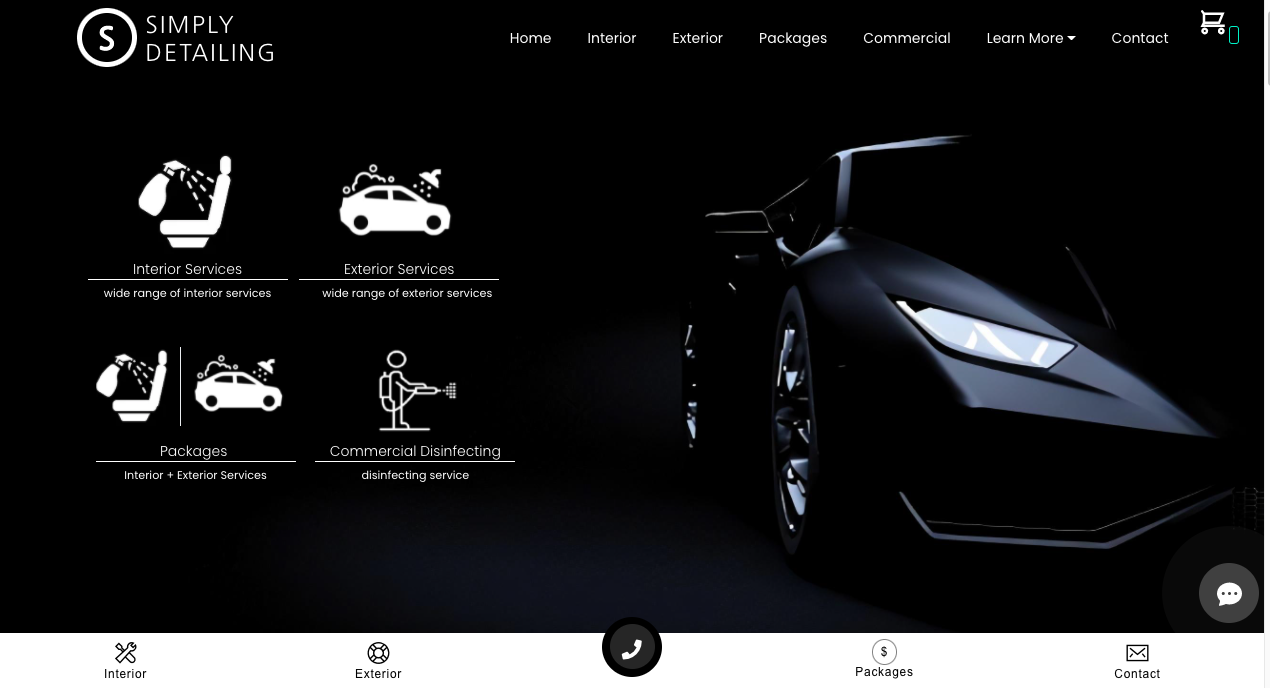 S
SIMPLY
DETAILING
Home Interior Exterior Packages Commercial Learn More Contact
Interior Services
wide range of interior services
Exterior Services
wide range of exterior services
Packages
Interior + Exterior Services
Commercial Disinfecting
disinfecting service
Interior
Exterior
$
Packages
Contact